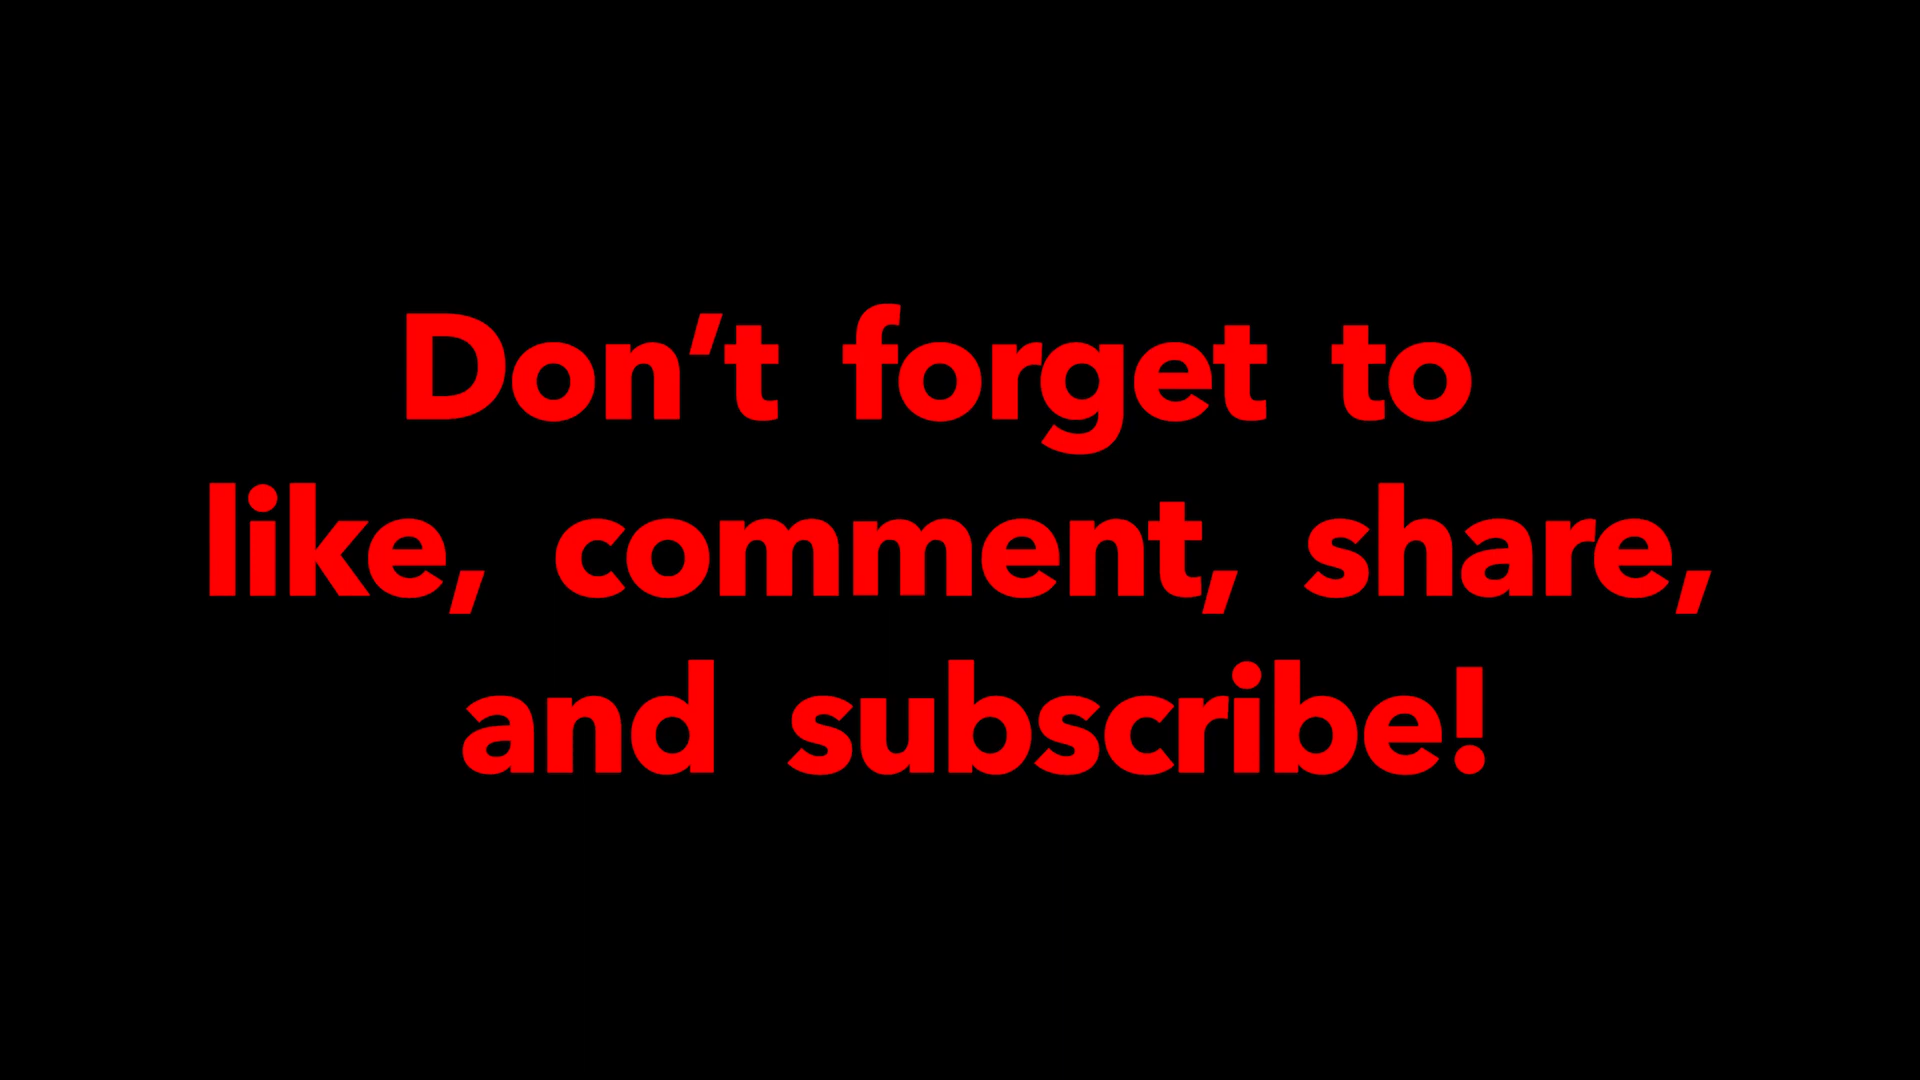 Don’t forget to
like, comment, share,
and subscribe!